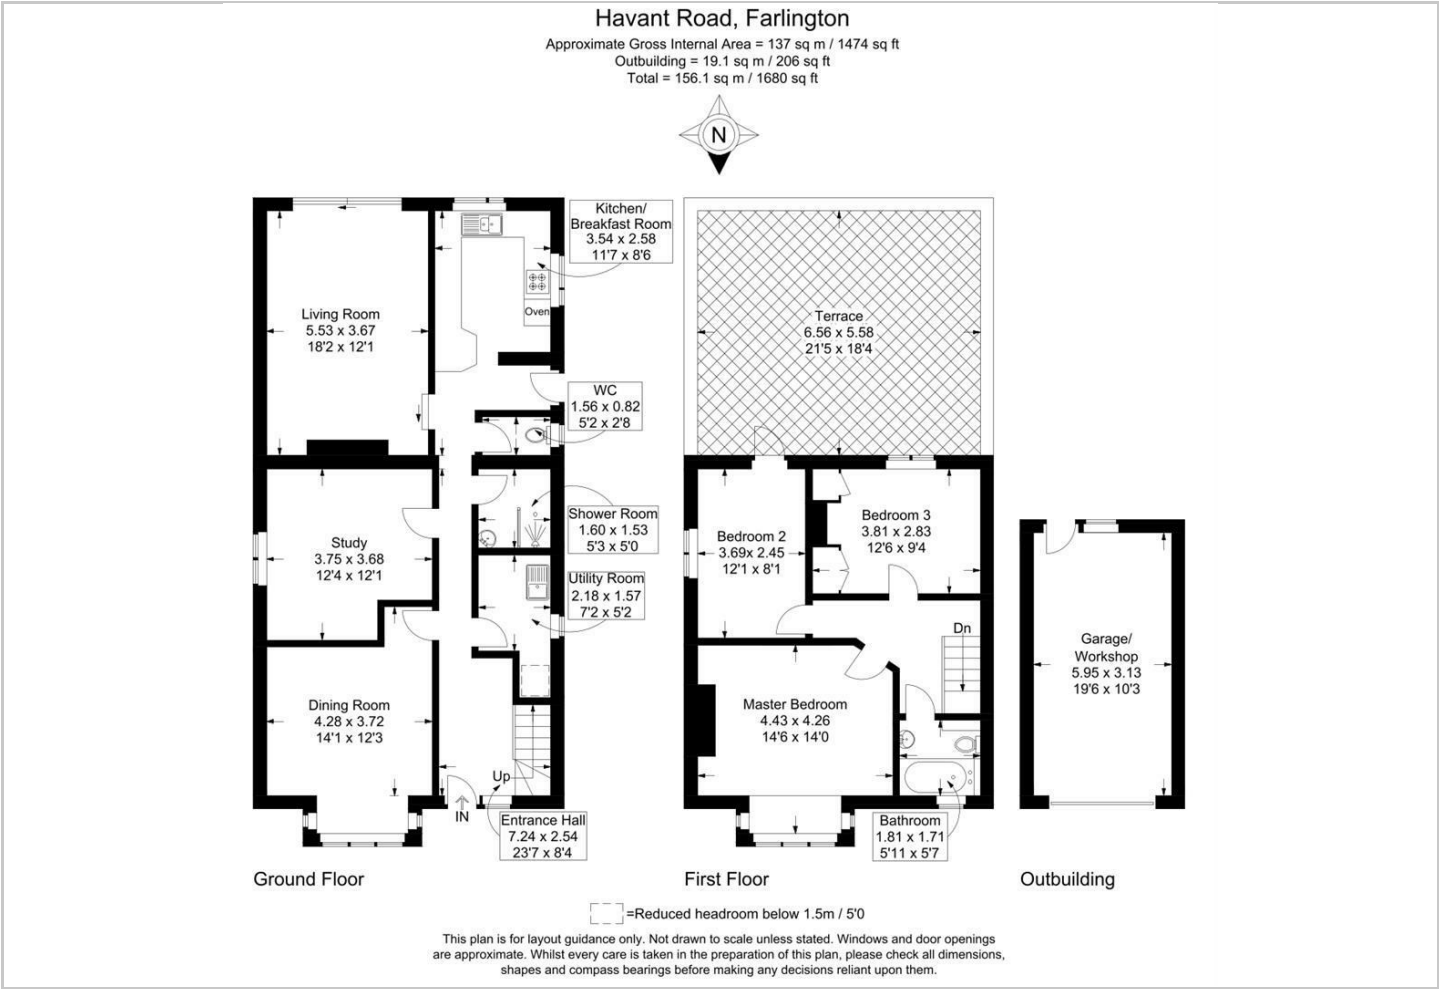 Havant Road, Farlington
Approximate Gross Internal Area = 137 sq m / 1474 sq ft
Outbuilding = 19.1 sq m / 206 sq ft
Total = 156.1 sq m / 1680 sq ft
N
Kitchen/
Breakfast Room
3.54 x 2.58
11'7 x 8'6
Oven
Living Room
5.53 x 3.67
18'2 x 12'1
WC
1.56 x 0.82
5'2 x 2'8
Shower Room
1.60 x 1.53
5'3 x 5'0
Study
3.75 x 3.68
12'4 x 12'1
Utility Room
2.18 x 1.57
7'2 x 5'2
Dining Room
4.28 x 3.72
14'1 x 12'3
Up
IN
Entrance Hall
7.24 x 2.54
23'7 x 8'4
Ground Floor
Terrace
6.56 x 5.58
21'5 x 18'4
Bedroom 2
3.69x 2.45
12'1 x 8'1
Bedroom 3
3.81 x 2.83
12'6 x 9'4
Dn
Master Bedroom
4.43 x 4.26
14'6 x 14'0
Bathroom
1.81 x 1.71
5'11 x 5'7
First Floor
Garage/
Workshop
5.95 x 3.13
19'6 x 10'3
Outbuilding
=Reduced headroom below 1.5m / 5'0
This plan is for layout guidance only. Not drawn to scale unless stated. Windows and door openings
are approximate. Whilst every care is taken in the preparation of this plan, please check all dimensions,
shapes and compass bearings before making any decisions reliant upon them.